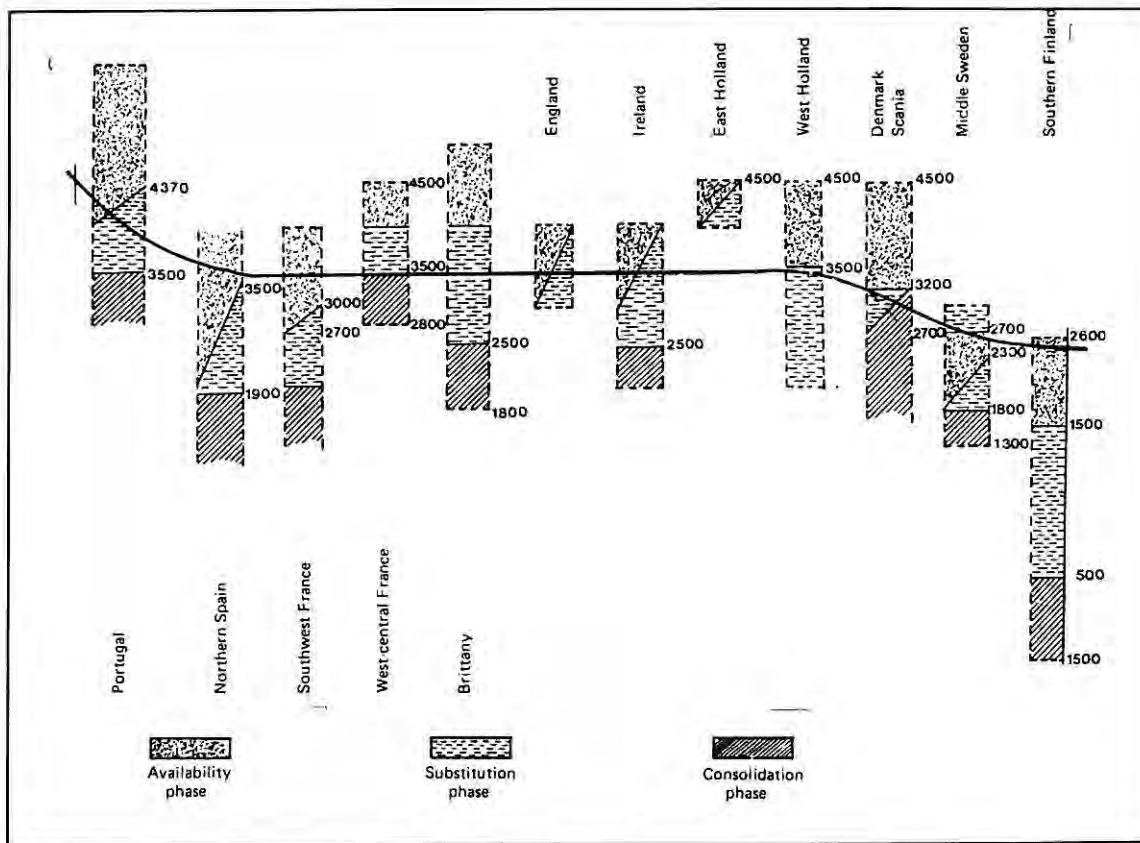 England
Ireland
East Holland
West Holland
Denmark
Scania
Middle Sweden
Southern Finland
4370
3500
3500
1900
3000
2700
4500
3500
2800
2500
1800
2500
4500
4500
3500
4500
3200
2700
2700
2300
1800
1300
2600
1500
500
1500
Portugal
Northern Spain
Southwest France
West-central France
Brittany
Availability
phase
Substitution
phase
Consolidation
phase